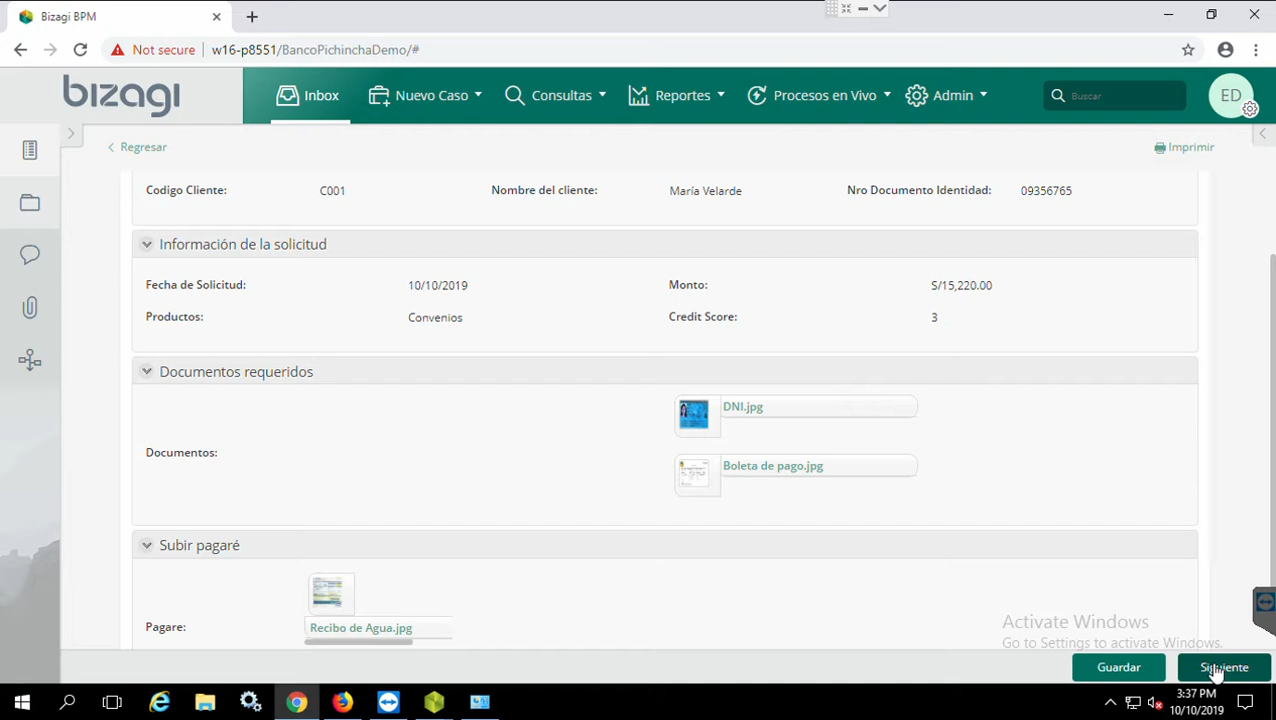 Bizagi BPM
Not secure w16-p8551/BancoPichinchaDemo/#
bizagi Inbox Nuevo Caso Consultas Reportes Procesos en Vivo Admin Buscar ED
Regresar Imprimir
Codigo Cliente: C001 Nombre del cliente: María Velarde Nro Documento Identidad: 09356765
Información de la solicitud
Fecha de Solicitud: 10/10/2019 Monto: S/15,220.00
Productos: Convenios Credit Score: 3
Documentos requeridos
DNI.jpg
Documentos:
Boleta de pago.jpg
Subir pagaré
Pagare:
Recibo de Agua.jpg
Activate Windows
Go to Settings to activate Windows.
Guardar Siguiente
3:37 PM
10/10/2019